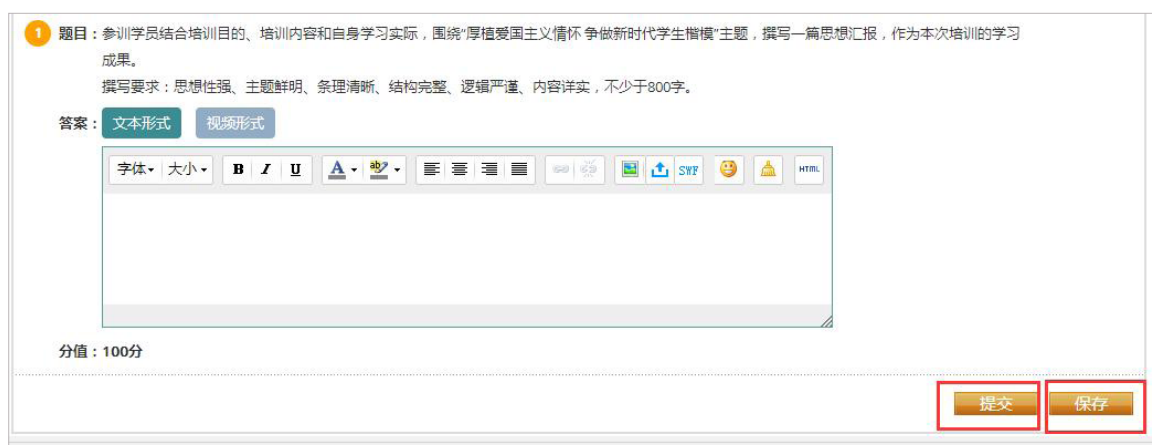 1 题目：参训学员结合培训目的、培训内容和自身学习实际，围绕“厚植爱国主义情怀 争做新时代学生楷模”主题，撰写一篇思想汇报，作为本次培训的学习
成果。
撰写要求：思想性强、主题鲜明、条理清晰、结构完整、逻辑严谨、内容详实，不少于800字。
答案： 文本形式 视频形式
字体 大小 B I U A ab SWF HTML
分值：100分
提交 保存